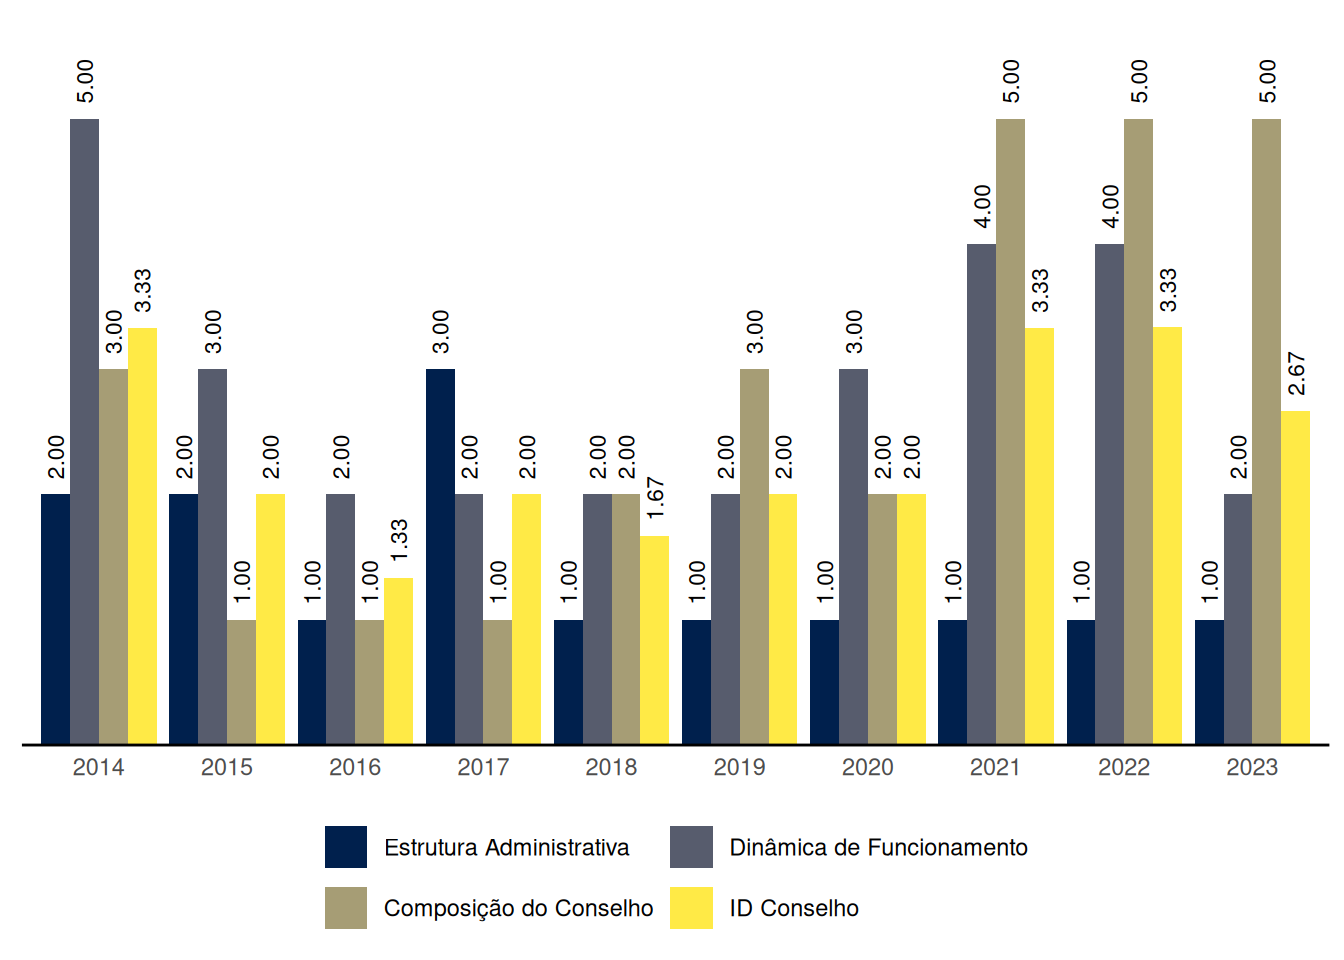 2.00 5.00 3.00 3.33
2.00 3.00 1.00 2.00
1.00 2.00 1.00 1.33
3.00 2.00 1.00 2.00
1.00 2.00 2.00 1.67
1.00 2.00 3.00 2.00
1.00 3.00 2.00 2.00
1.00 4.00 5.00 3.33
1.00 4.00 5.00 3.33
1.00 2.00 5.00 2.67
2014 2015 2016 2017 2018 2019 2020 2021 2022 2023
Estrutura Administrativa Dinâmica de Funcionamento
Composição do Conselho ID Conselho